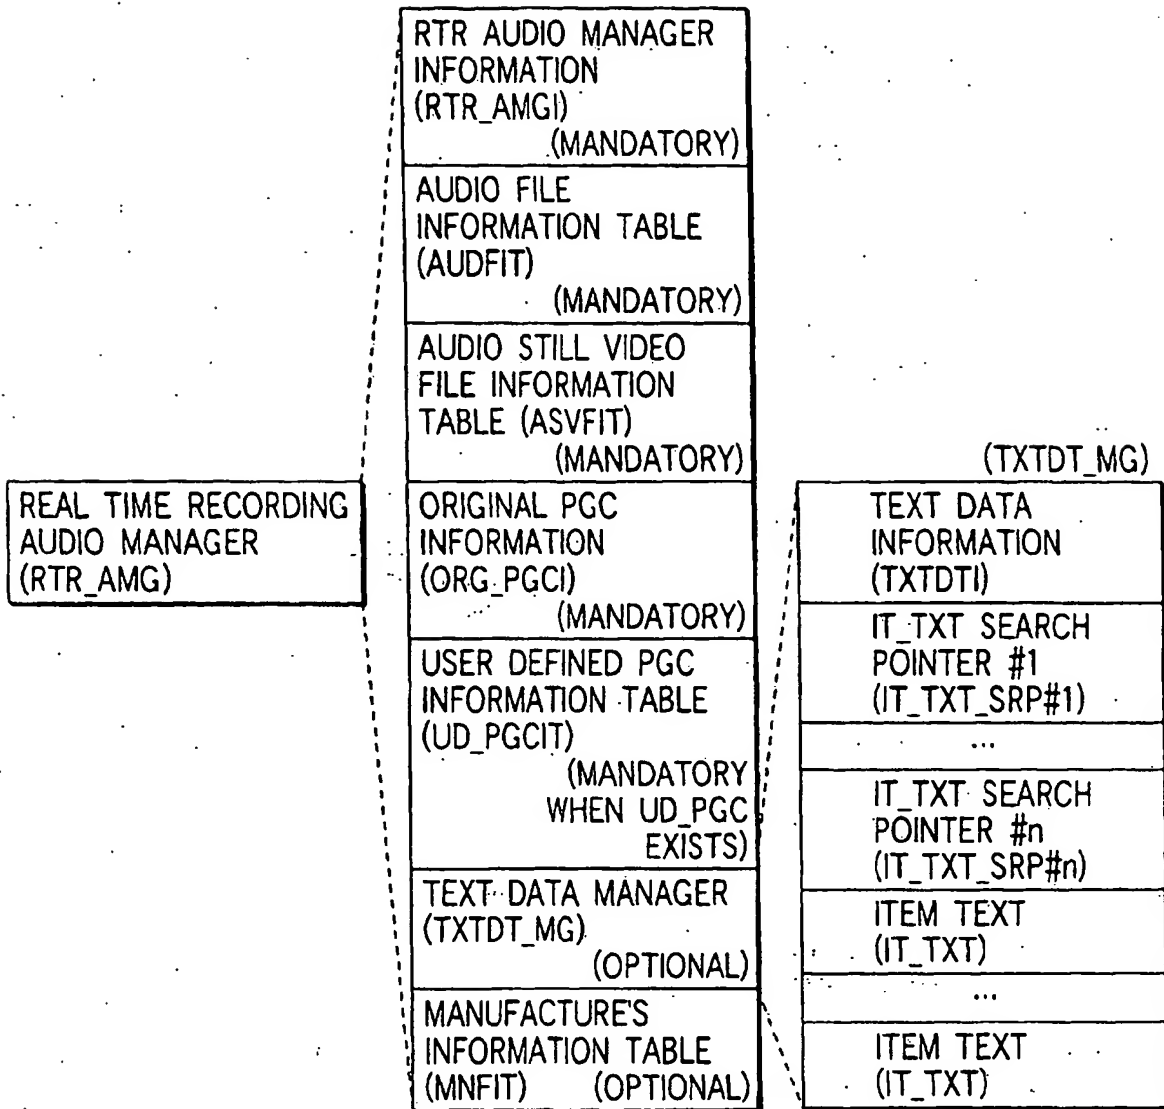 REAL TIME RECORDING
AUDIO MANAGER
(RTR_AMG)
RTR AUDIO MANAGER
INFORMATION
(RTR_AMGI)
(MANDATORY)
AUDIO FILE
INFORMATION TABLE
(AUDFIT)
(MANDATORY)
AUDIO STILL VIDEO
FILE INFORMATION
TABLE (ASVFIT)
(MANDATORY)
ORIGINAL PGC
INFORMATION
(ORG_PGCI)
(MANDATORY)
USER DEFINED PGC
INFORMATION TABLE
(UD_PGCIT)
(MANDATORY
WHEN UD_PGC
EXISTS)
TEXT DATA MANAGER
(TXTDT_MG)
(OPTIONAL)
MANUFACTURE'S
INFORMATION TABLE
(MNFIT) (OPTIONAL)
(TXTDT_MG)
TEXT DATA
INFORMATION
(TXTDTI)
IT_TXT SEARCH
POINTER #1
(IT_TXT_SRP#1)
...
IT_TXT SEARCH
POINTER #n
(IT_TXT_SRP#n)
ITEM TEXT
(IT_TXT)
...
ITEM TEXT
(IT_TXT)